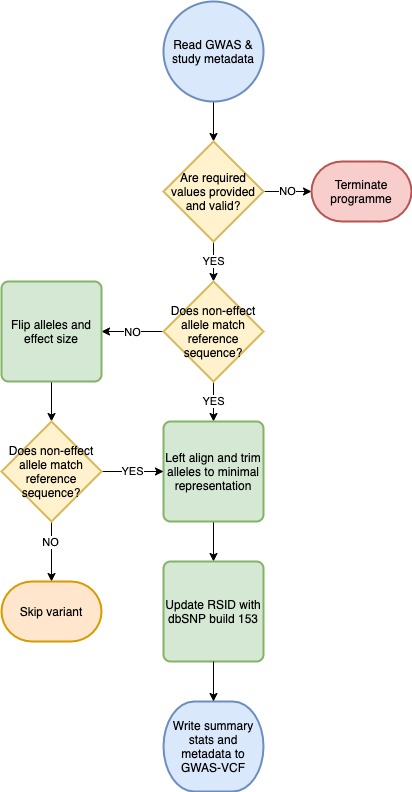 Read GWAS &
study metadata
Are required
values provided
and valid?
NO
Terminate
programme
YES
Does non-effect
allele match
reference
sequence?
NO
Flip alleles and
effect size
YES
Does non-effect
allele match
reference
sequence?
YES
Left align and trim
alleles to minimal
representation
NO
Skip variant
Update RSID with
dbSNP build 153
Write summary
stats and
metadata to
GWAS-VCF